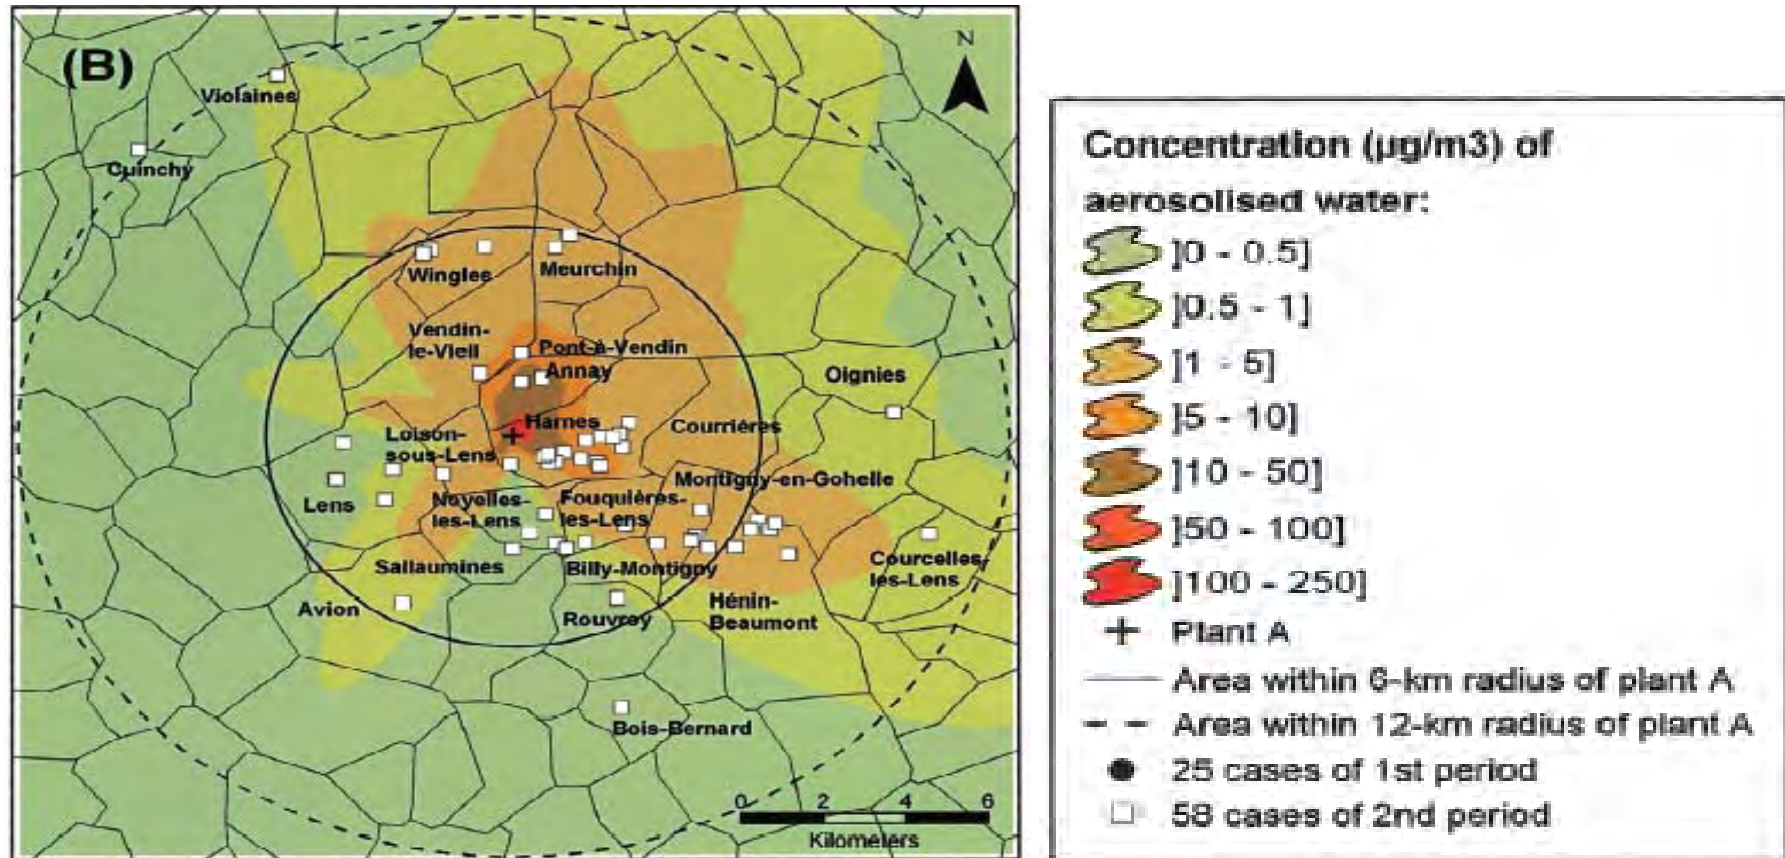 (B)
N
Violaines
Cuinchy
Wingles
Meurchin
Vendin-
le-Vieil
Pont-à-Vendin
Annay
Oignies
Harnes
Courrières
Loison-
sous-Lens
Montigny-en-Gohelle
Lens
Noyelles-
les-Lens
Fouquières-
les-Lens
Courcelles-
les-Lens
Sallaumines
Billy-Montigny
Avion
Rouvroy
Hénin-
Beaumont
Bois-Bernard
0 2 4 6
Kilometers
Concentration (µg/m3) of
aerosolised water:
]0 - 0.5]
]0.5 - 1]
]1 - 5]
]5 - 10]
]10 - 50]
]50 - 100]
]100 - 250]
Plant A
Area within 6-km radius of plant A
Area within 12-km radius of plant A
25 cases of 1st period
58 cases of 2nd period